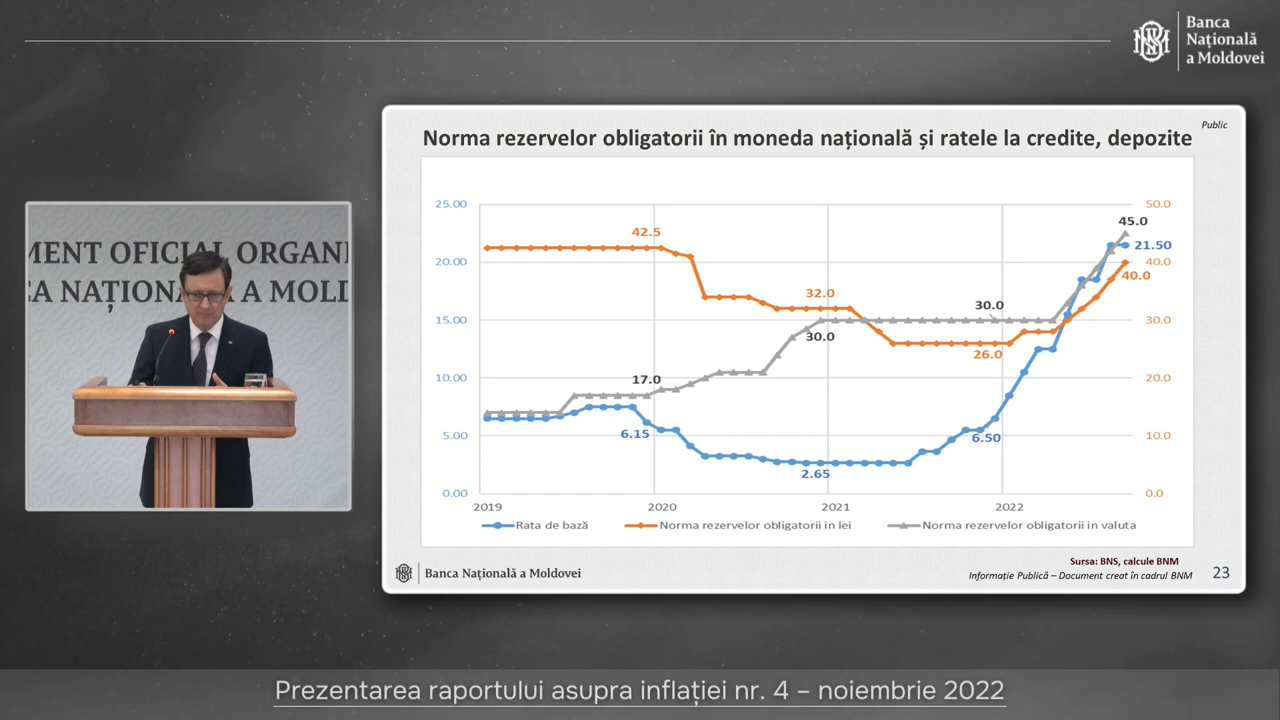 Banca
Națională
a Moldovei
Public
Norma rezervelor obligatorii în moneda națională și ratele la credite, depozite
25.00
20.00
15.00
10.00
5.00
0.00
50.0
40.0
30.0
20.0
10.0
0.0
42.5
32.0
30.0
17.0
6.15
2.65
30.0
26.0
6.50
45.0
21.50
40.0
2019 2020 2021 2022
Rata de bază Norma rezervelor obligatorii in lei Norma rezervelor obligatorii in valuta
Sursa: BNS, calcule BNM
Banca Națională a Moldovei
Informație Publică – Document creat în cadrul BNM
23
MENT OFICIAL ORGANI
CA NAȚION A A MOL
Prezentarea raportului asupra inflației nr. 4 – noiembrie 2022